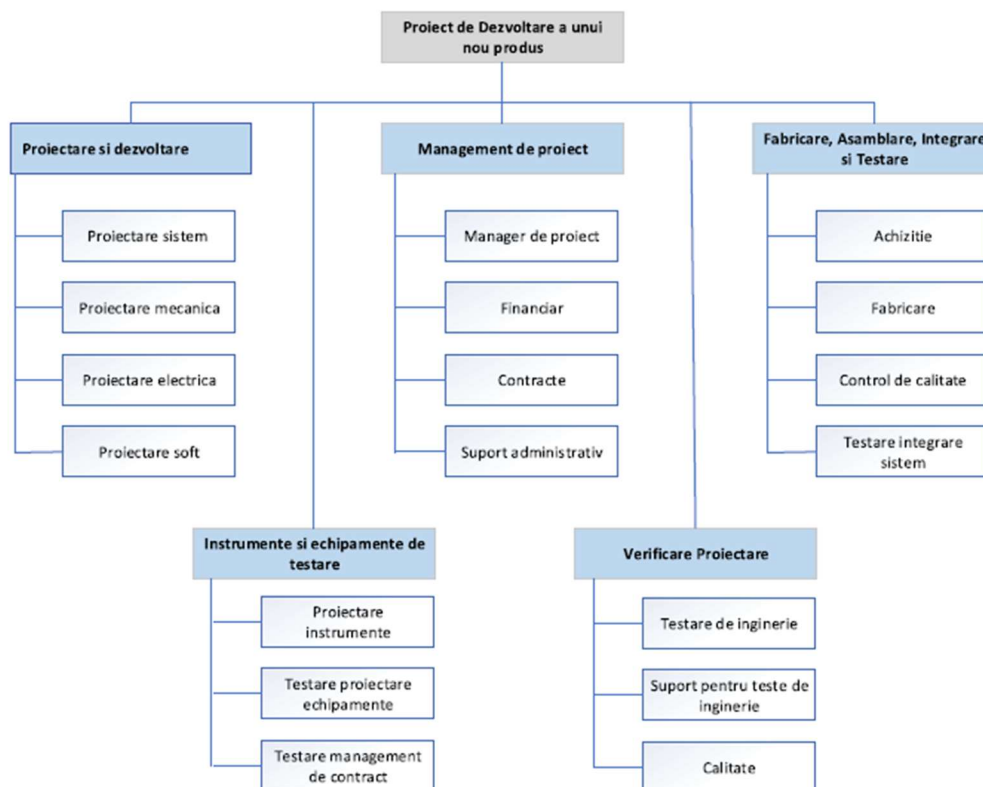 Proiect de Dezvoltare a unui
nou produs
Proiectare si dezvoltare
Proiectare sistem
Proiectare mecanica
Proiectare electrica
Proiectare soft
Management de proiect
Manager de proiect
Financiar
Contracte
Suport administrativ
Fabricare, Asamblare, Integrare
si Testare
Achizitie
Fabricare
Control de calitate
Testare integrare
sistem
Instrumente si echipamente de
testare
Proiectare
instrumente
Testare proiectare
echipamente
Testare management
de contract
Verificare Proiectare
Testare de inginerie
Suport pentru teste de
inginerie
Calitate